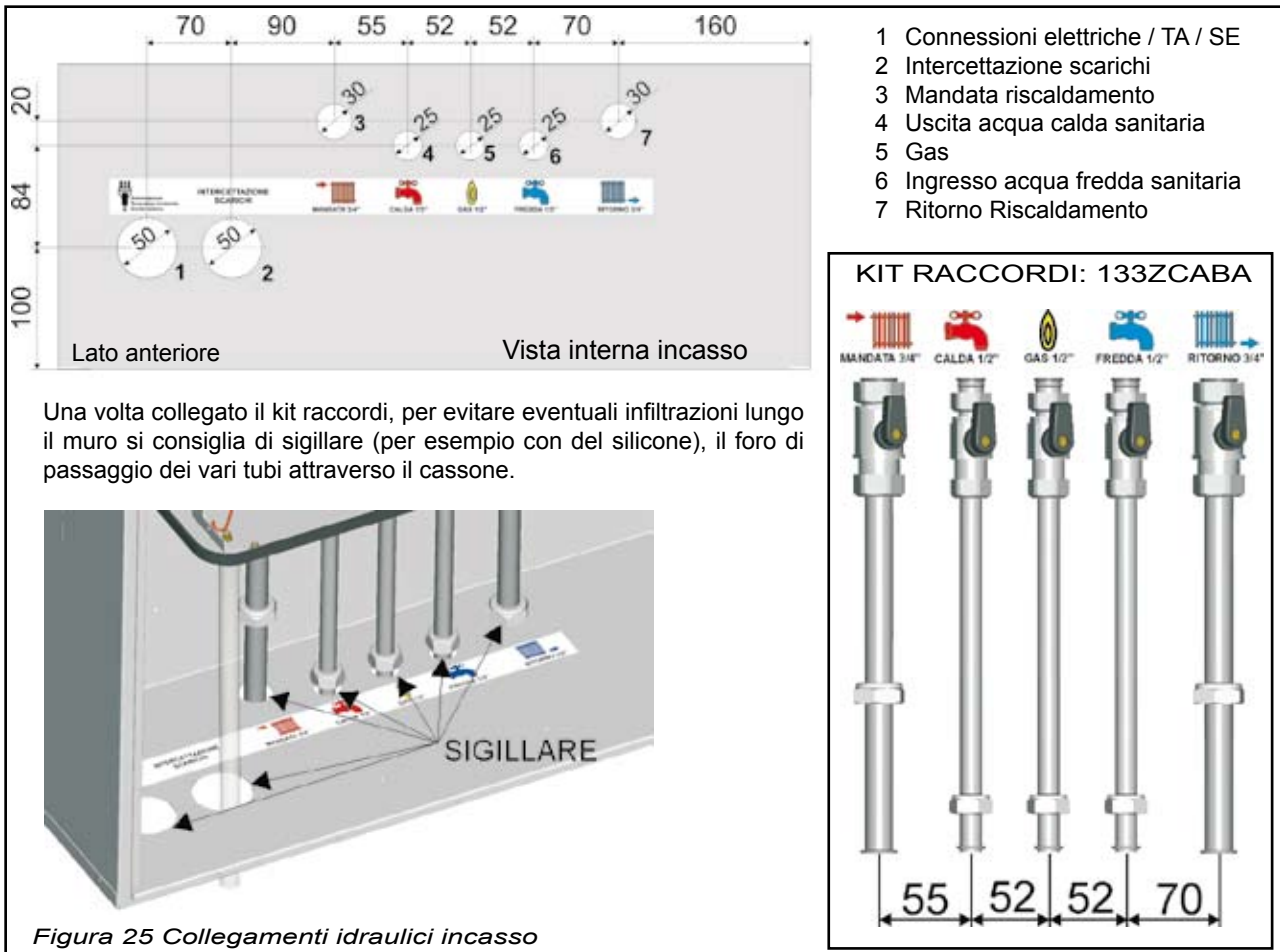 70 90 55 52 52 70 160
20
84
100
30
3
25
4
25
5
25
6
30
7
INTERCETTAZIONE
SCARICHI
MANDATA 3/4"
CALDA 1/2"
GAS 1/2"
FREDDA 1/2"
RITORNO 3/4"
50
1
50
2
Lato anteriore
Vista interna incasso
1 Connessioni elettriche / TA / SE
2 Intercettazione scarichi
3 Mandata riscaldamento
4 Uscita acqua calda sanitaria
5 Gas
6 Ingresso acqua fredda sanitaria
7 Ritorno Riscaldamento
Una volta collegato il kit raccordi, per evitare eventuali infiltrazioni lungo
il muro si consiglia di sigillare (per esempio con del silicone), il foro di
passaggio dei vari tubi attraverso il cassone.
INTERCETTAZIONE
SCARICHI
MANDATA 3/4"
SIGILLARE
Figura 25 Collegamenti idraulici incasso
KIT RACCORDI: 133ZCABA
MANDATA 3/4"
CALDA 1/2"
GAS 1/2"
FREDDA 1/2"
RITORNO 3/4"
55 52 52 70